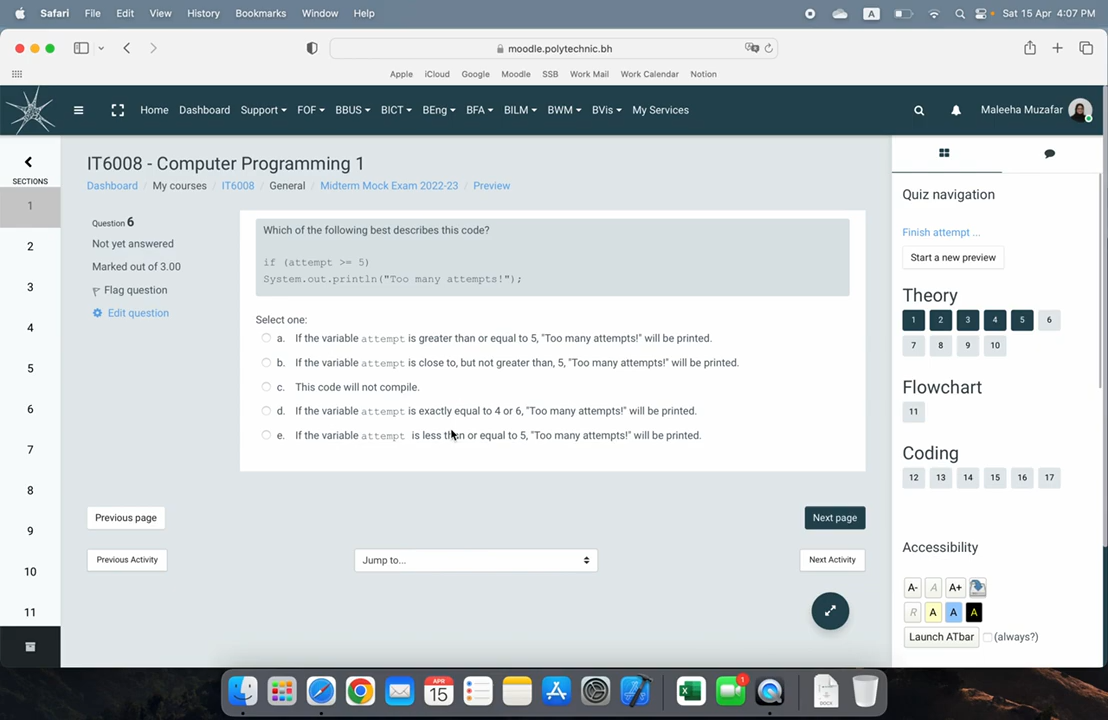 Safari File Edit View History Bookmarks Window Help A Sat 15 Apr 4:07 PM
moodle.polytechnic.bh
Apple iCloud Google Moodle SSB Work Mail Work Calendar Notion
Home Dashboard Support FOF BBUS BICT BEng BFA BILM BWM BVis My Services Maleeha Muzafar
SECTIONS
1
2
3
4
5
6
7
8
9
10
11
IT6008 - Computer Programming 1
Dashboard / My courses / IT6008 / General / Midterm Mock Exam 2022-23 / Preview
Question 6
Not yet answered
Marked out of 3.00
Flag question
Edit question
Which of the following best describes this code?
if (attempt >= 5)
System.out.println("Too many attempts!");
Select one:
a. If the variable attempt is greater than or equal to 5, "Too many attempts!" will be printed.
b. If the variable attempt is close to, but not greater than, 5, "Too many attempts!" will be printed.
c. This code will not compile.
d. If the variable attempt is exactly equal to 4 or 6, "Too many attempts!" will be printed.
e. If the variable attempt is less than or equal to 5, "Too many attempts!" will be printed.
Previous page
Next page
Previous Activity
Jump to...
Next Activity
Quiz navigation
Finish attempt ...
Start a new preview
Theory
1 2 3 4 5 6
7 8 9 10
Flowchart
11
Coding
12 13 14 15 16 17
Accessibility
A- A A+
R A A A
Launch ATbar (always?)
APR
15
1
DOCX